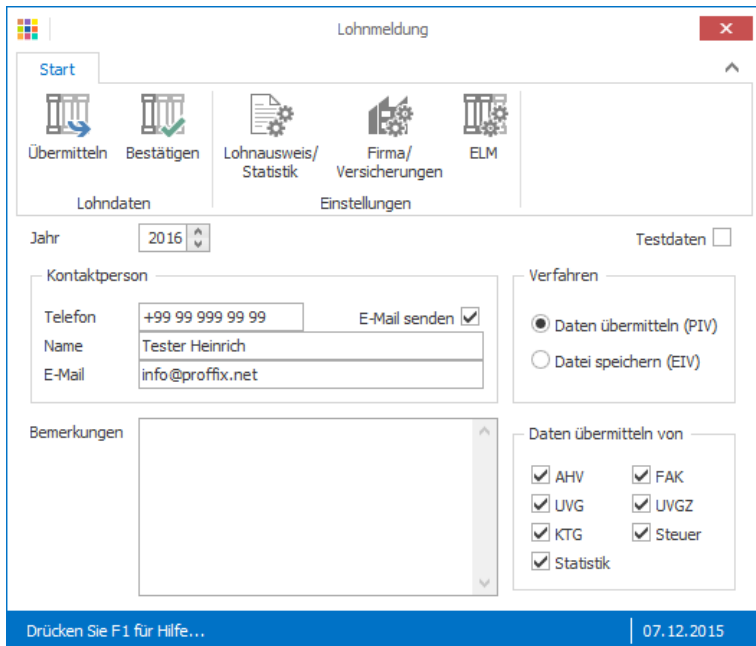 Lohnmeldung
Start
Übermitteln Bestätigen Lohnausweis/ Firma/ ELM
Statistik Versicherungen
Lohndaten Einstellungen
Jahr 2016 Testdaten
Kontaktperson Verfahren
Telefon +99 99 999 99 99 E-Mail senden Daten übermitteln (PIV)
Name Tester Heinrich
E-Mail info@proffix.net Datei speichern (EIV)
Bemerkungen Daten übermitteln von
AHV FAK
UVG UVGZ
KTG Steuer
Statistik
Drücken Sie F1 für Hilfe... 07.12.2015